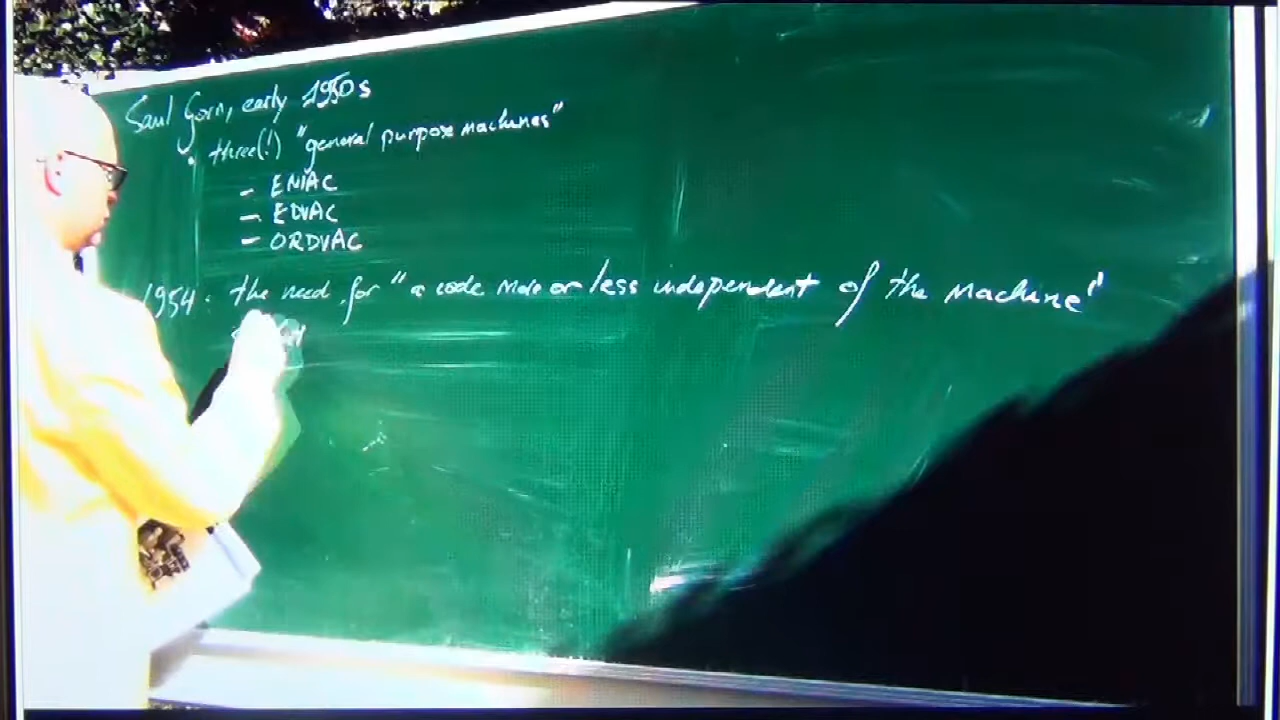 Saul Gorn, early 1950s
• three(!) "general purpose machines"
– ENIAC
– EDVAC
– ORDVAC
1954: the need for "a code more or less independent of the machine"